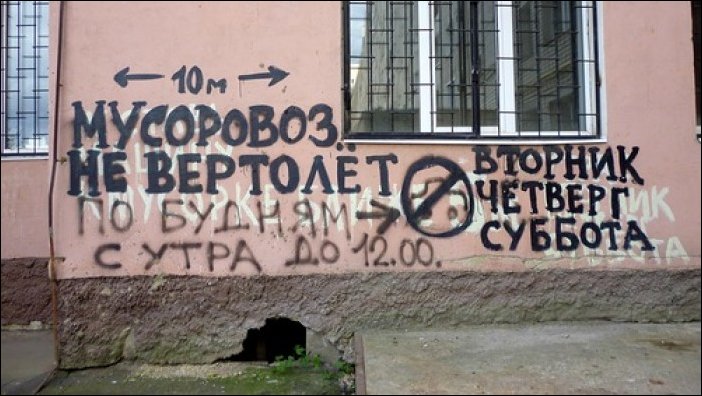 10м
МУСОРОВОЗ
НЕ ВЕРТОЛЁТ
ПО БУДНЯМ
С УТРА ДО 12.00.
ВТОРНИК
ЧЕТВЕРГ
СУББОТА